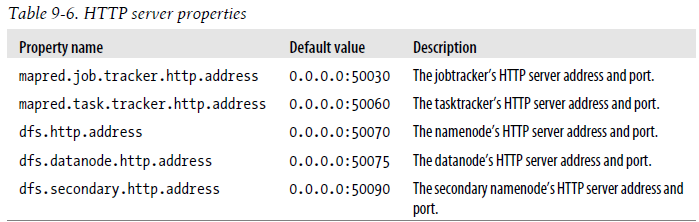 Table 9-6. HTTP server properties
Property name Default value Description
mapred.job.tracker.http.address 0.0.0.0:50030 The jobtracker's HTTP server address and port.
mapred.task.tracker.http.address 0.0.0.0:50060 The tasktracker's HTTP server address and port.
dfs.http.address 0.0.0.0:50070 The namenode's HTTP server address and port.
dfs.datanode.http.address 0.0.0.0:50075 The datanode's HTTP server address and port.
dfs.secondary.http.address 0.0.0.0:50090 The secondary namenode's HTTP server address and
port.